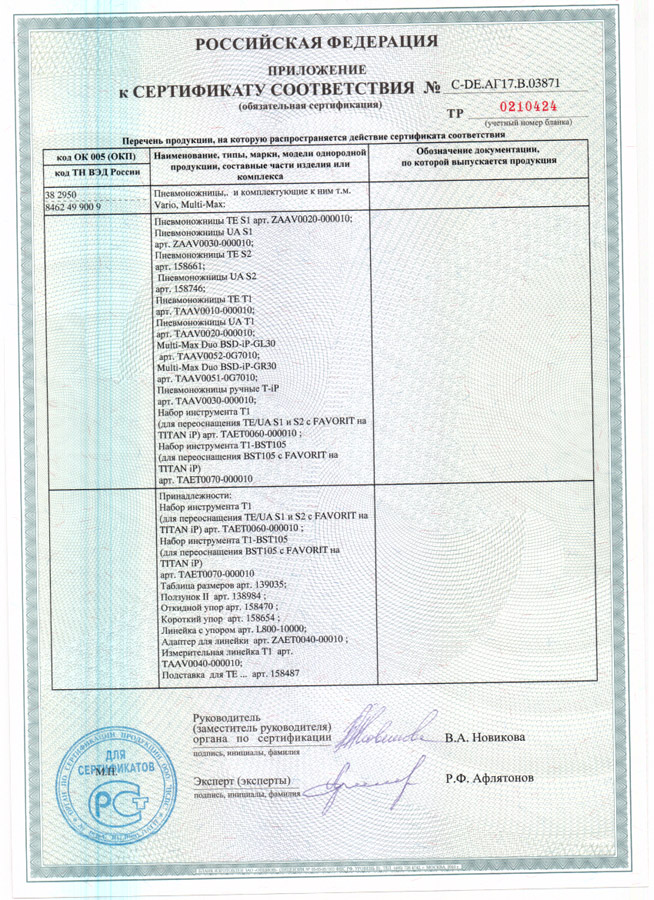 РОССИЙСКАЯ ФЕДЕРАЦИЯ
ПРИЛОЖЕНИЕ
к СЕРТИФИКАТУ СООТВЕТСТВИЯ № C-DE.АГ17.В.03871
(обязательная сертификация)
ТР 0210424
(учетный номер бланка)
Перечень продукции, на которую распространяется действие сертификата соответствия
код ОК 005 (ОКП)
код ТН ВЭД России
Наименование, типы, марки, модели однородной
продукции, составные части изделия или
комплекса
Обозначение документации,
по которой выпускается продукция
38 2950
8462 49 900 9
Пневмоножницы,. и комплектующие к ним т.м.
Vario, Multi-Max:
Пневмоножницы TE S1 арт. ZAAV0020-000010;
Пневмоножницы UA S1
арт. ZAAV0030-000010;
Пневмоножницы TE S2
арт. 158661;
Пневмоножницы UA S2
арт. 158746;
Пневмоножницы TE T1
арт. TAAV0010-000010;
Пневмоножницы UA T1
арт. TAAV0020-000010;
Multi-Max Duo BSD-iP-GL30
арт. TAAV0052-0G7010;
Multi-Max Duo BSD-iP-GR30
арт. TAAV0051-0G7010;
Пневмоножницы ручные T-iP
арт. TAAV0030-000010;
Набор инструмента T1
(для переоснащения TE/UA S1 и S2 с FAVORIT на
TITAN iP) арт. TAET0060-000010 ;
Набор инструмента T1-BST105
(для переоснащения BST105 с FAVORIT на
TITAN iP)
арт. TAET0070-000010
Принадлежности:
Набор инструмента T1
(для переоснащения TE/UA S1 и S2 с FAVORIT на
TITAN iP) арт. TAET0060-000010 ;
Набор инструмента T1-BST105
(для переоснащения BST105 с FAVORIT на
TITAN iP)
арт. TAET0070-000010
Таблица размеров арт. 139035;
Ползунок II арт. 138984 ;
Откидной упор арт. 158470 ;
Короткий упор арт. 158654 ;
Линейка с упором арт. L800-10000;
Адаптер для линейки арт. ZAET0040-00010 ;
Измерительная линейка T1 арт.
TAAV0040-000010;
Подставка для TE ... арт. 158487
Руководитель
(заместитель руководителя)
органа по сертификации
подпись, инициалы, фамилия
В.А. Новикова
Эксперт (эксперты)
подпись, инициалы, фамилия
Р.Ф. Афлятонов
ДЛЯ
СЕРТИФИКАТОВ
М.П.